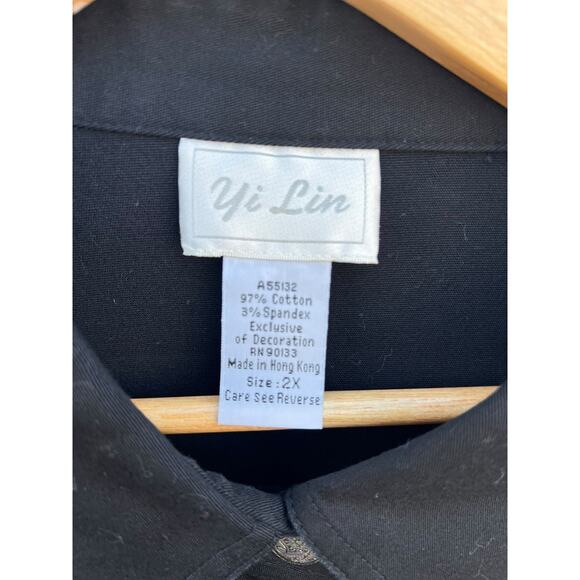 Yi Lin
A55132
97% Cotton
3% Spandex
Exclusive
of Decoration
RN 90133
Made in Hong Kong
Size: 2X
Care See Reverse